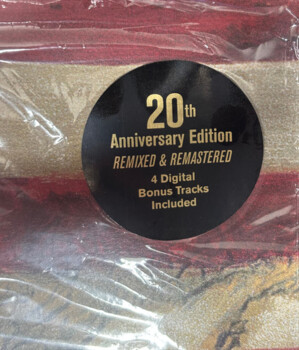 20th
Anniversary Edition
REMIXED & REMASTERED
4 Digital
Bonus Tracks
Included